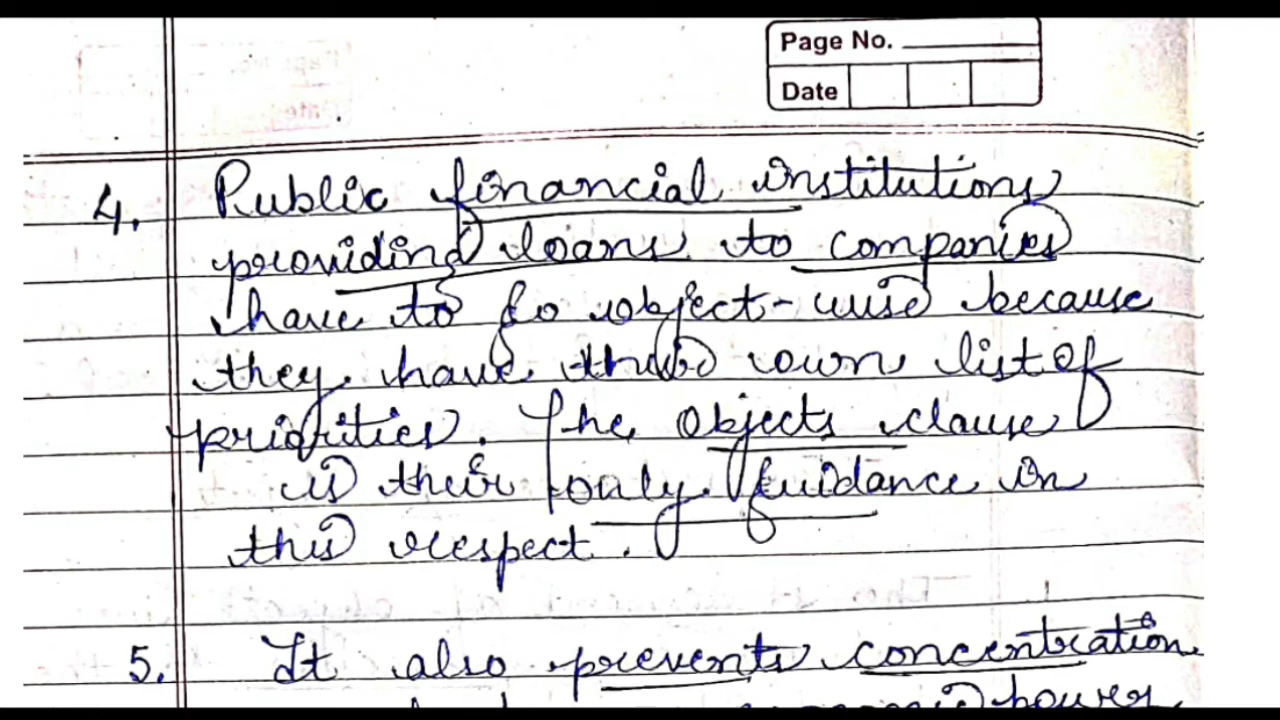 Page No.
Date
4. Public financial institutions
providing loans to companies
have to go object-wise because
they have their own list of
priorities. The objects clause
is their only guidance in
this respect.
5. It also prevents concentration
power